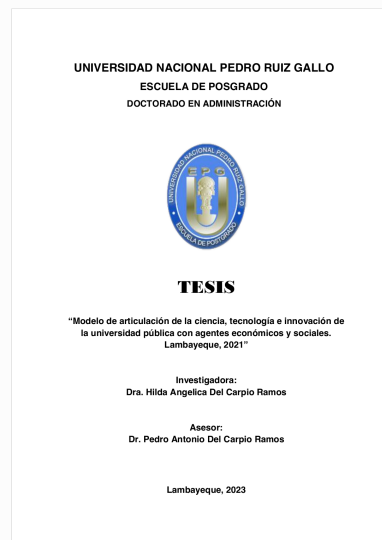 UNIVERSIDAD NACIONAL PEDRO RUIZ GALLO
ESCUELA DE POSGRADO
DOCTORADO EN ADMINISTRACIÓN
UNIVERSIDAD NACIONAL PEDRO RUIZ GALLO
EPG
ESCUELA DE POSTGRADO
TESIS
“Modelo de articulación de la ciencia, tecnología e innovación de
la universidad pública con agentes económicos y sociales.
Lambayeque, 2021”
Investigadora:
Dra. Hilda Angelica Del Carpio Ramos
Asesor:
Dr. Pedro Antonio Del Carpio Ramos
Lambayeque, 2023